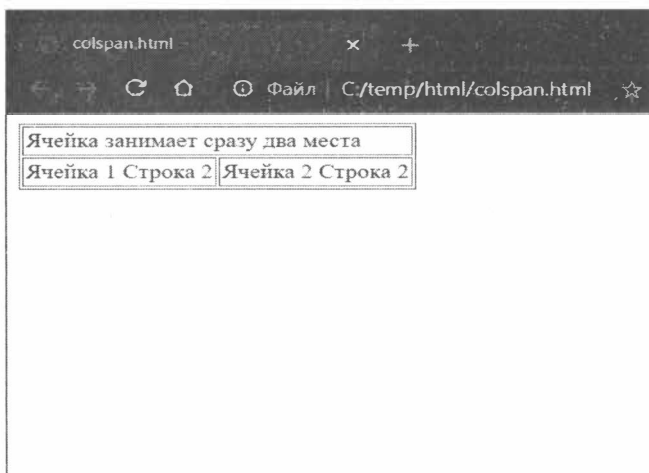 colspan.html
Файл C:/temp/html/colspan.html
Ячейка занимает сразу два места
Ячейка 1 Строка 2 Ячейка 2 Строка 2